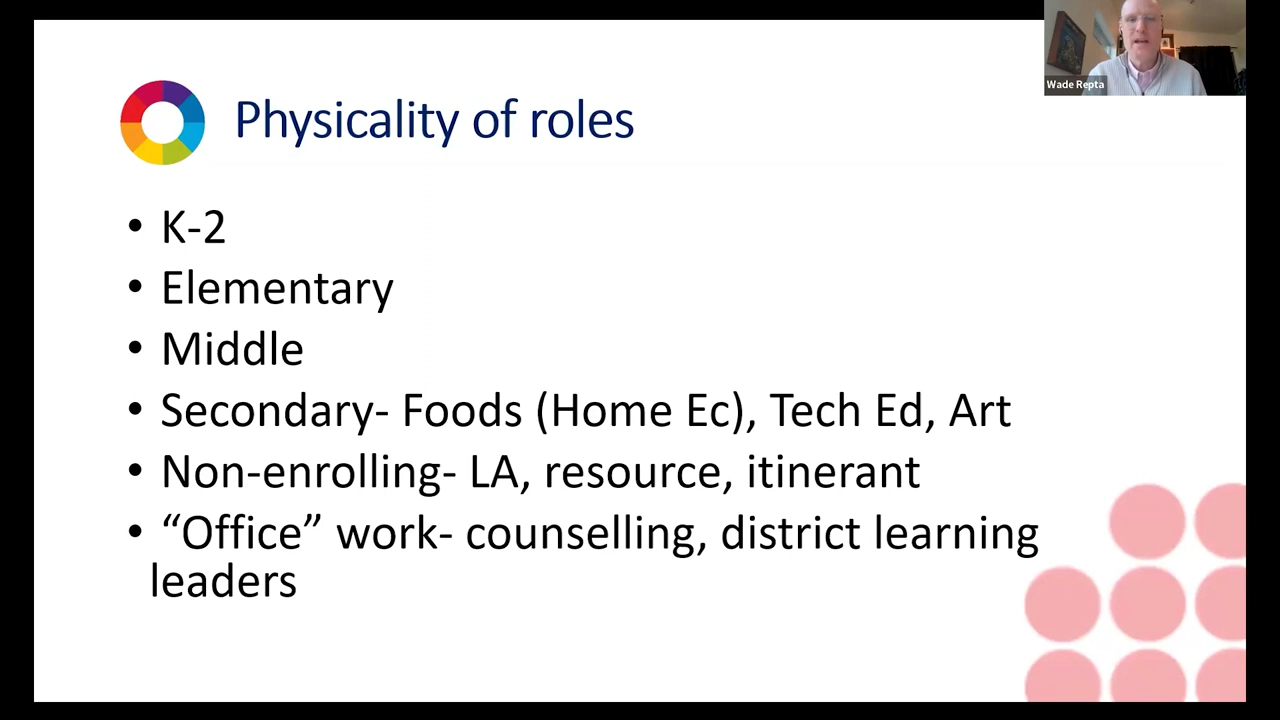 Wade Repta
Physicality of roles
• K-2
• Elementary
• Middle
• Secondary- Foods (Home Ec), Tech Ed, Art
• Non-enrolling- LA, resource, itinerant
• “Office” work- counselling, district learning
leaders